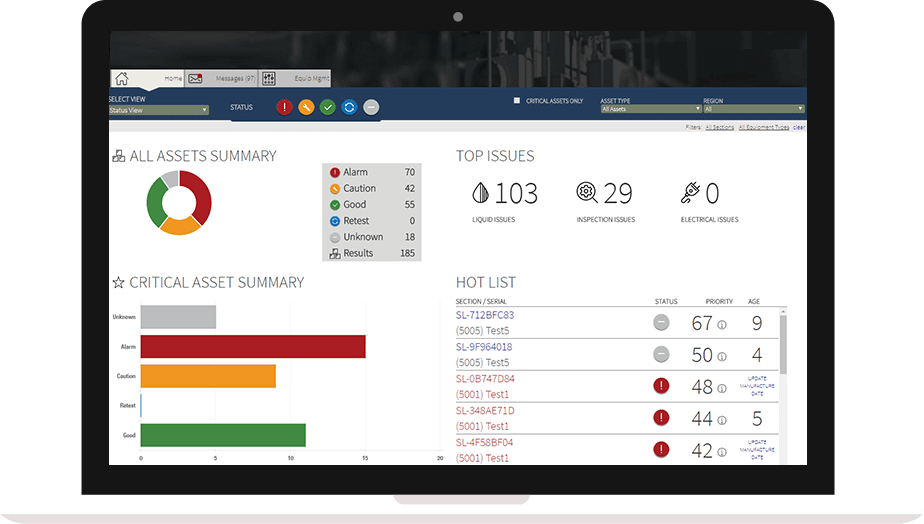 Home
Messages (97)
Equip Mgmt
SELECT VIEW
Status View
STATUS
CRITICAL ASSETS ONLY
ASSET TYPE
All Assets
REGION
All
Filters: All Sections All Equipment Types clear
ALL ASSETS SUMMARY
Alarm 70
Caution 42
Good 55
Retest 0
Unknown 18
Results 185
TOP ISSUES
103
LIQUID ISSUES
29
INSPECTION ISSUES
0
ELECTRICAL ISSUES
CRITICAL ASSET SUMMARY
Unknown
Alarm
Caution
Retest
Good
0 5 10 15 20
HOT LIST
SECTION / SERIAL STATUS PRIORITY AGE
SL-712BFC83
(5005) Test5
67 9
SL-9F964018
(5005) Test5
50 4
SL-0B747D84
(5001) Test1
48
UPDATE
MANUFACTURE
DATE
SL-348AE71D
(5001) Test1
44 5
SL-4F58BF04
(5001) Test1
42
UPDATE
MANUFACTURE
DATE